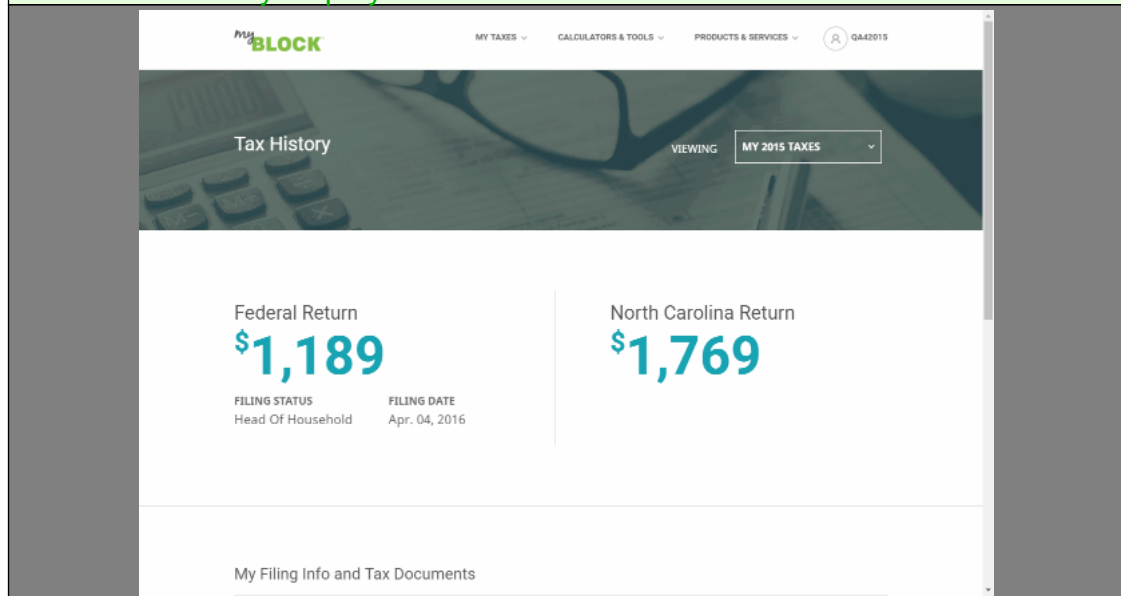 myBLOCK
MY TAXES
CALCULATORS & TOOLS
PRODUCTS & SERVICES
QA42015
Tax History
VIEWING
MY 2015 TAXES
Federal Return
$1,189
FILING STATUS
FILING DATE
Head Of Household
Apr. 04, 2016
North Carolina Return
$1,769
My Filing Info and Tax Documents